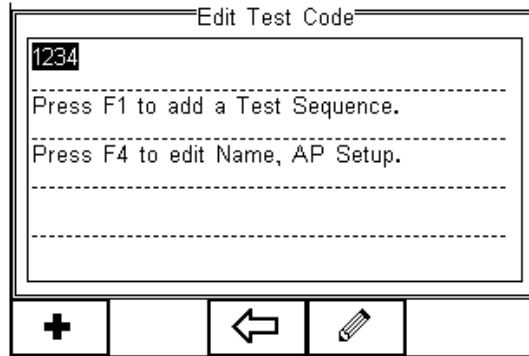 Edit Test Code
1234
Press F1 to add a Test Sequence.
Press F4 to edit Name, AP Setup.